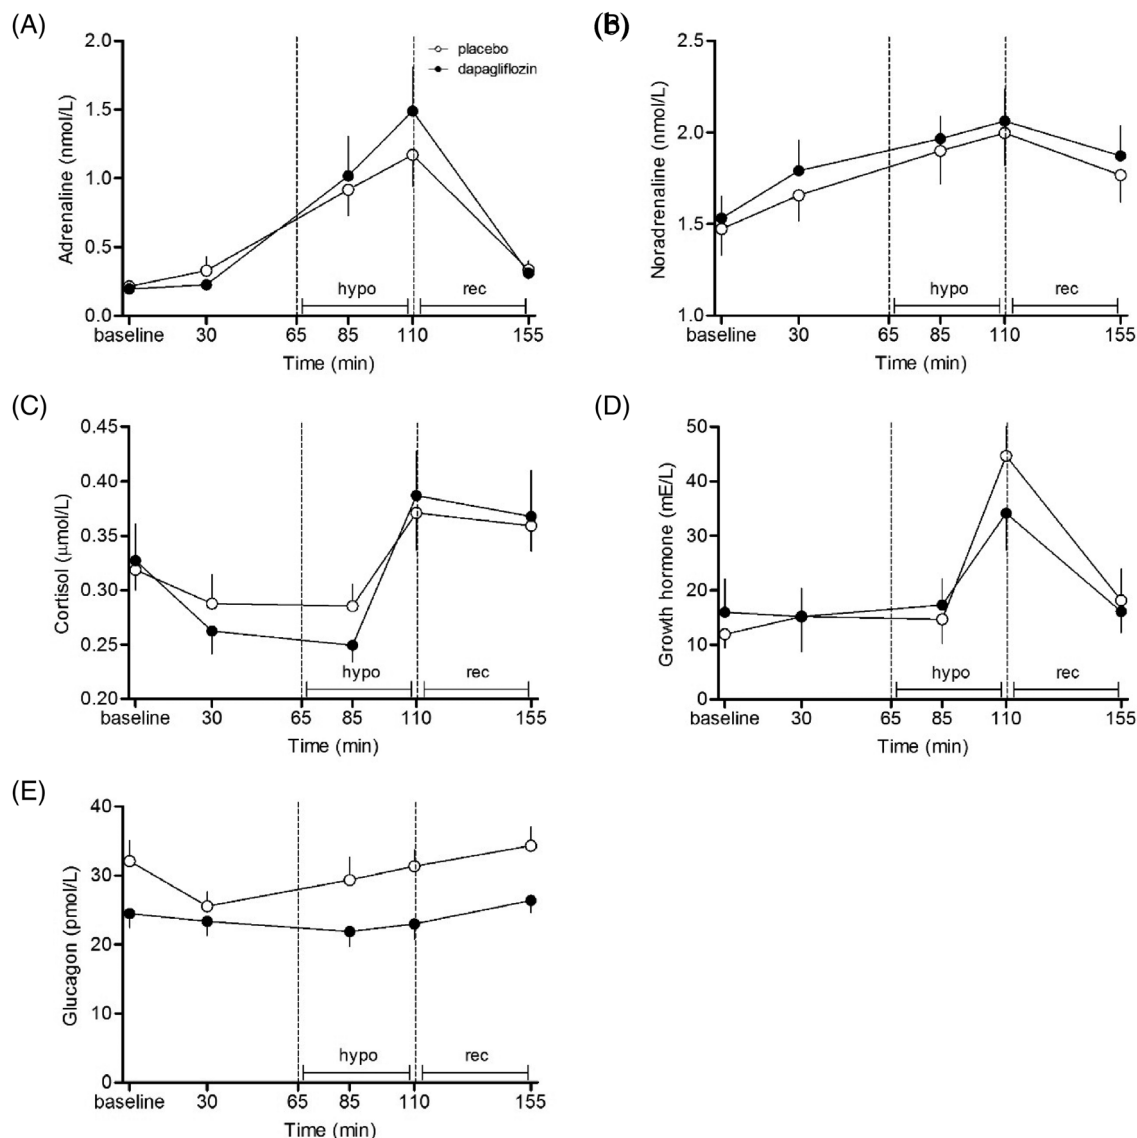 (A)
Adrenaline (nmol/L)
2.0
1.5
1.0
0.5
0.0
placebo
dapagliflozin
hypo
rec
baseline 30 65 85 110 155
Time (min)
(B)
Noradrenaline (nmol/L)
2.5
2.0
1.5
1.0
hypo
rec
baseline 30 65 85 110 155
Time (min)
(C)
Cortisol (μmol/L)
0.45
0.40
0.35
0.30
0.25
0.20
hypo
rec
baseline 30 65 85 110 155
Time (min)
(D)
Growth hormone (mE/L)
50
40
30
20
10
0
hypo
rec
baseline 30 65 85 110 155
Time (min)
(E)
Glucagon (pmol/L)
40
30
20
10
0
hypo
rec
baseline 30 65 85 110 155
Time (min)